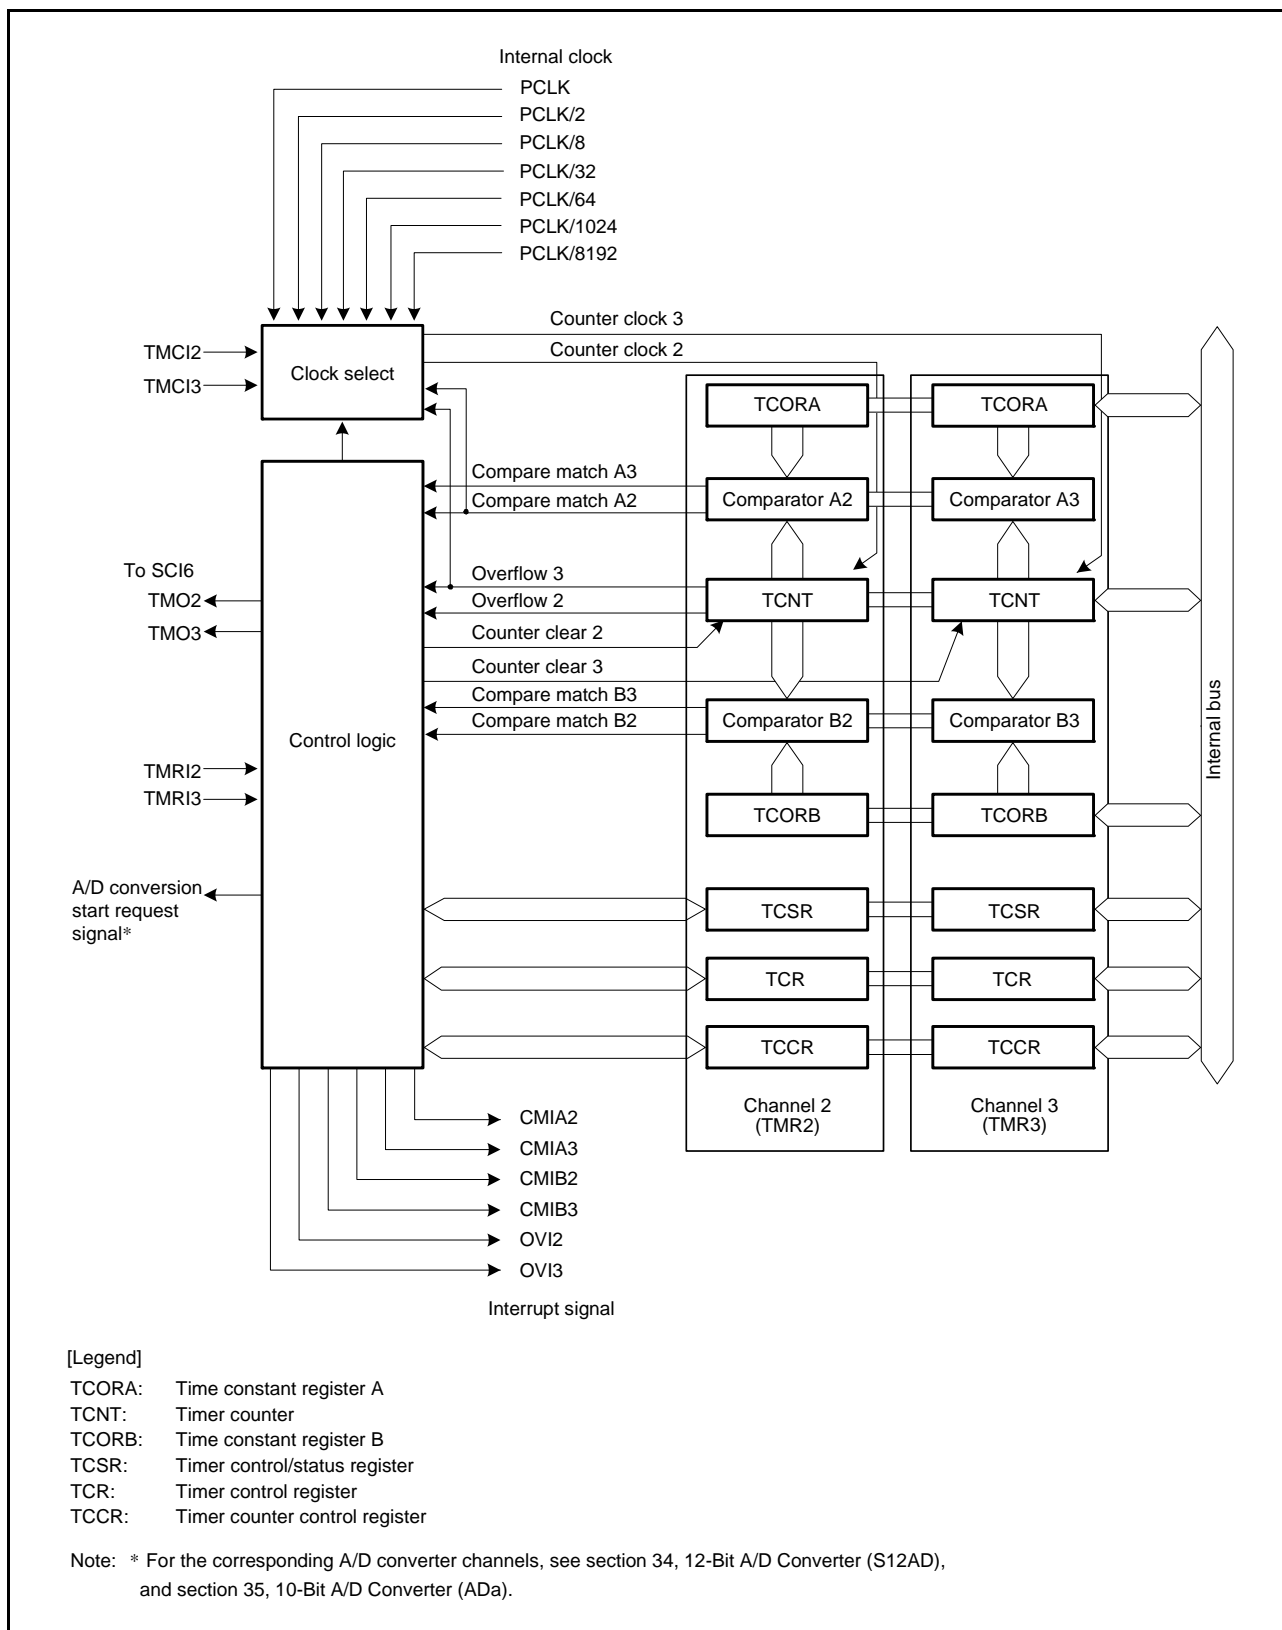 Internal clock
PCLK
PCLK/2
PCLK/8
PCLK/32
PCLK/64
PCLK/1024
PCLK/8192
Counter clock 3
Counter clock 2
TMCI2
TMCI3
Clock select
TCORA
TCORA
Compare match A3
Compare match A2
Comparator A2
Comparator A3
To SCI6
TMO2
TMO3
Overflow 3
Overflow 2
TCNT
TCNT
Counter clear 2
Counter clear 3
Compare match B3
Compare match B2
Comparator B2
Comparator B3
Control logic
Internal bus
TMRI2
TMRI3
TCORB
TCORB
A/D conversion
start request
signal*
TCSR
TCSR
TCR
TCR
TCCR
TCCR
Channel 2
(TMR2)
Channel 3
(TMR3)
CMIA2
CMIA3
CMIB2
CMIB3
OVI2
OVI3
Interrupt signal
[Legend]
TCORA: Time constant register A
TCNT: Timer counter
TCORB: Time constant register B
TCSR: Timer control/status register
TCR: Timer control register
TCCR: Timer counter control register
Note: * For the corresponding A/D converter channels, see section 34, 12-Bit A/D Converter (S12AD),
and section 35, 10-Bit A/D Converter (ADa).